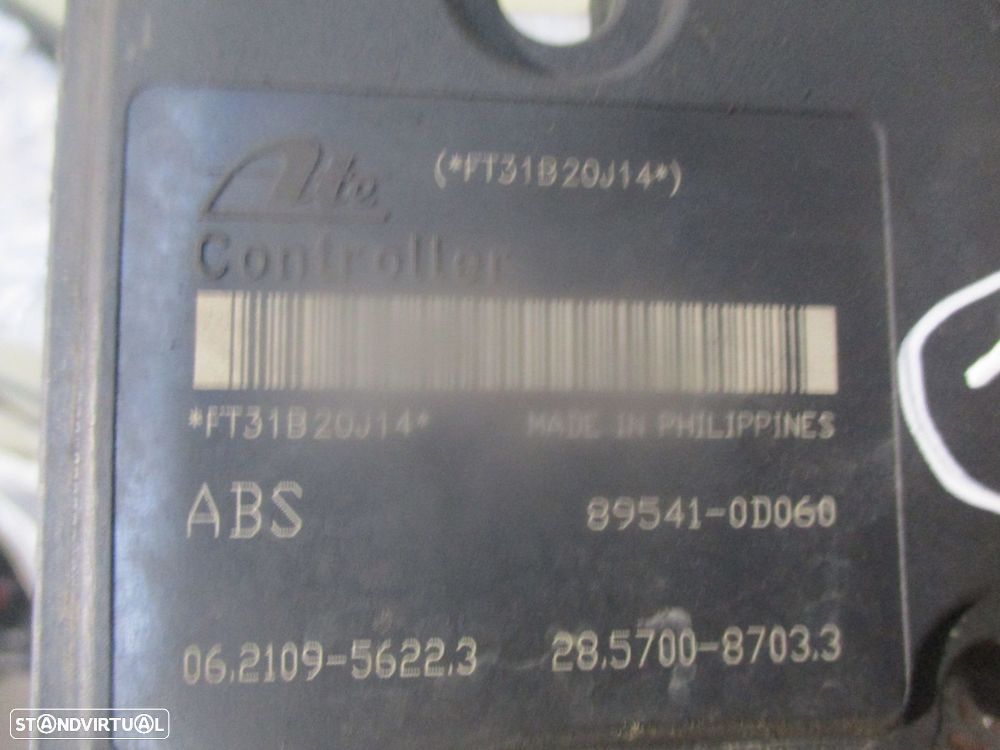 Ate (*FT31B20J14*)
Controller
*FT31B20J14* MADE IN PHILIPPINES
ABS 89541-0D060
06.2109-5622.3 28.5700-8703.3
STANDVIRTUAL